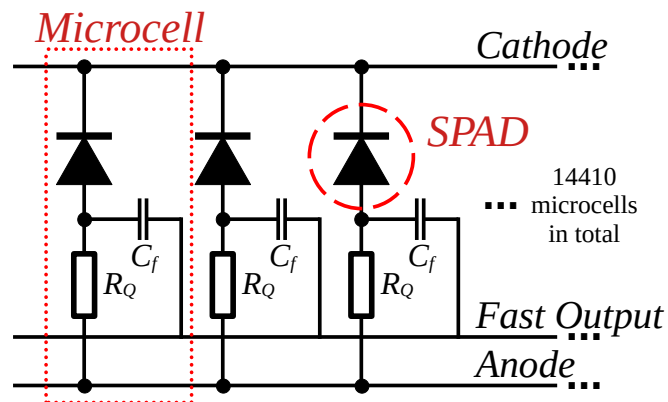 Microcell
Cathode
SPAD
14410
microcells
in total
C_f
C_f
C_f
R_Q
R_Q
R_Q
Fast Output
Anode